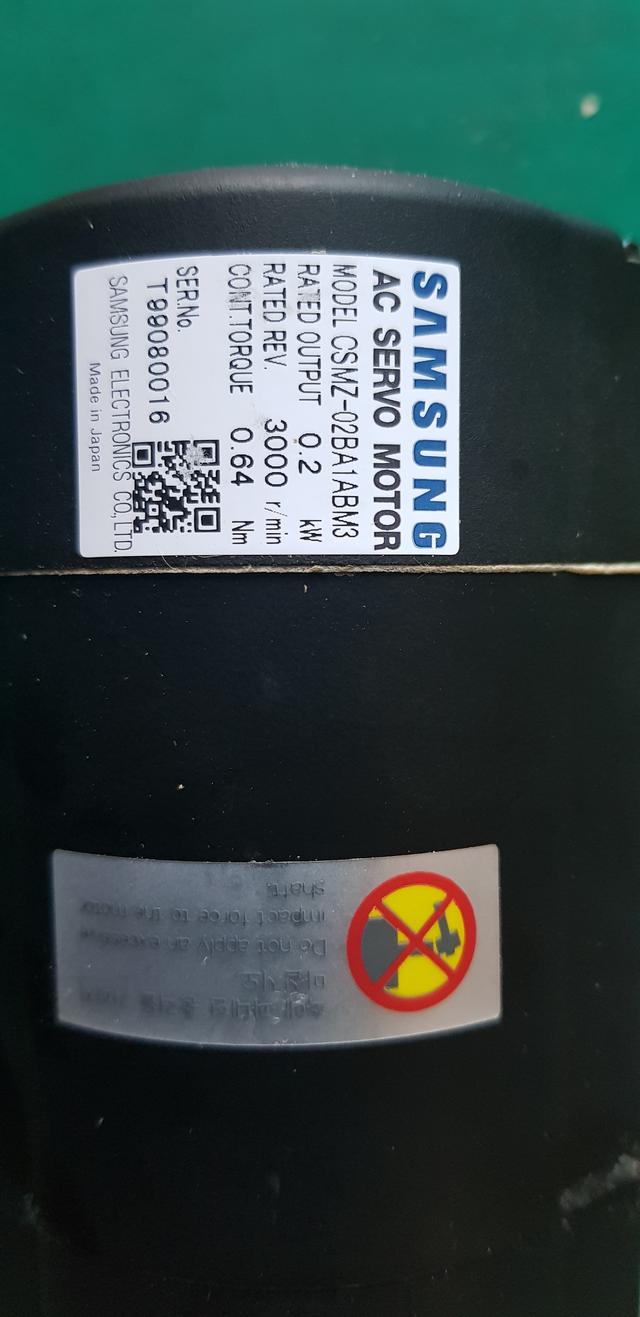 SAMSUNG
AC SERVO MOTOR
MODEL CSMZ-02BA1ABM3
RATED OUTPUT 0.2 kW
RATED REV. 3000 r/min
CONT.TORQUE 0.64 Nm
SER.No.
T99080016
SAMSUNG ELECTRONICS CO.,LTD.
Made in Japan
Do not apply an excessive
impact force to the motor
shaft.